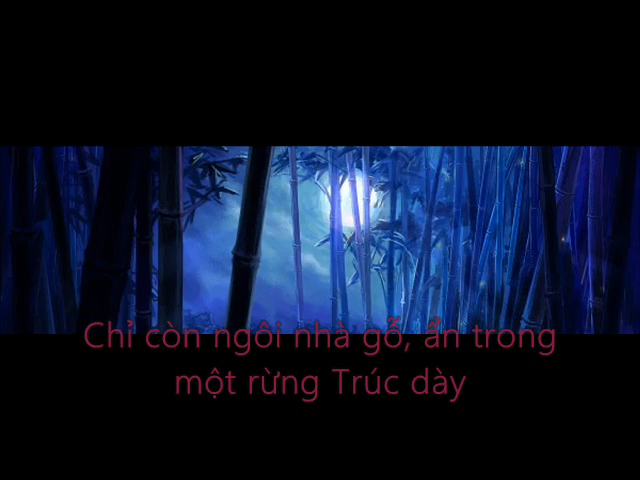 Chỉ còn ngôi nhà gỗ, ẩn trong
một rừng Trúc dày